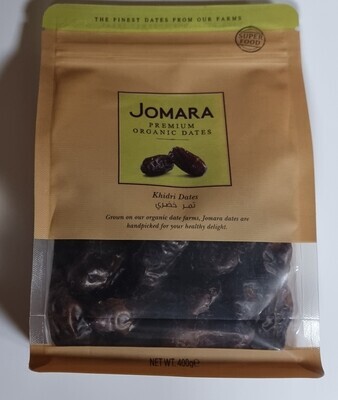 THE FINEST DATES FROM OUR FARMS
SUPER
FOOD
JOMARA
PREMIUM
ORGANIC DATES
Khidri Dates
تمر خضري
Grown on our organic date farms, Jomara dates are
handpicked for your healthy delight.
NET WT. 400g℮